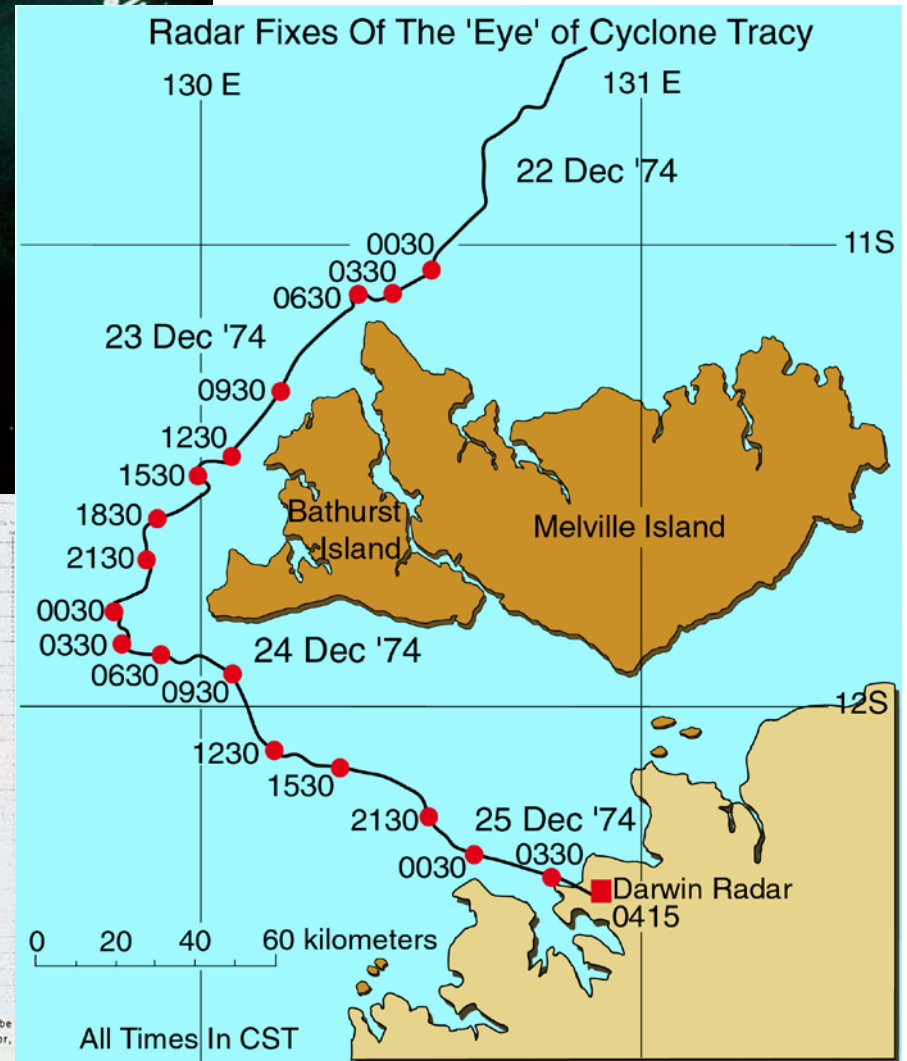 Radar Fixes Of The 'Eye' of Cyclone Tracy
130 E
131 E
22 Dec '74
11S
0030
0330
0630
23 Dec '74
0930
1230
1530
1830
2130
Bathurst
Island
Melville Island
0030
0330
0630
0930
24 Dec '74
12S
1230
1530
2130
25 Dec '74
0030
0330
Darwin Radar
0415
0 20 40 60 kilometers
All Times In CST
be
or,